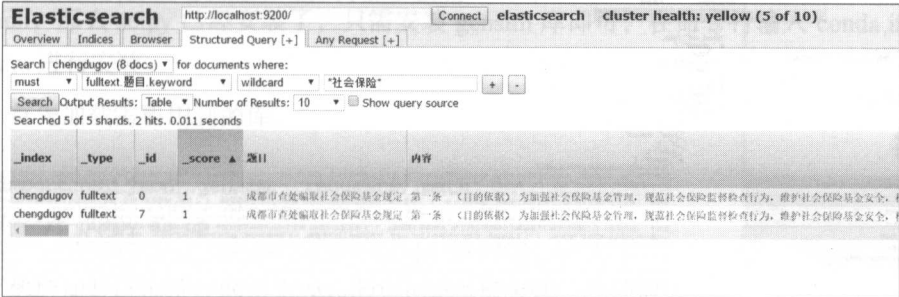 Elasticsearch http://localhost:9200/ Connect elasticsearch cluster health: yellow (5 of 10)
Overview Indices Browser Structured Query [+] Any Request [+]
Search chengdugov (8 docs) ▼ for documents where:
must ▼ fulltext.题目.keyword ▼ wildcard ▼ *社会保险* + -
Search Output Results: Table ▼ Number of Results: 10 ▼ Show query source
Searched 5 of 5 shards. 2 hits. 0.011 seconds
_index _type _id _score ▲ 题目 内容
chengdugov fulltext 0 1 成都市查处骗取社会保险基金规定 第一条 (目的依据) 为加强社会保险基金管理，规范社会保险监督检查行为，维护社会保险基金安全，
chengdugov fulltext 7 1 成都市查处骗取社会保险基金规定 第一条 (目的依据) 为加强社会保险基金管理，规范社会保险监督检查行为，维护社会保险基金安全，